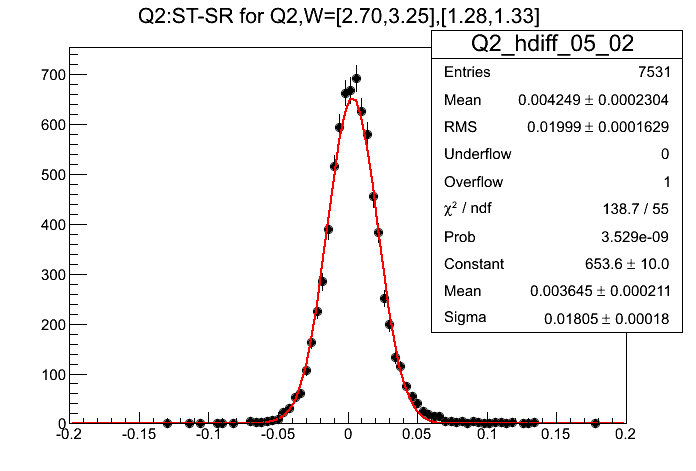 Q2:ST-SR for Q2,W=[2.70,3.25],[1.28,1.33]
Q2_hdiff_05_02
Entries 7531
Mean 0.004249 ± 0.0002304
RMS 0.01999 ± 0.0001629
Underflow 0
Overflow 1
χ² / ndf 138.7 / 55
Prob 3.529e-09
Constant 653.6 ± 10.0
Mean 0.003645 ± 0.000211
Sigma 0.01805 ± 0.00018
700
600
500
400
300
200
100
0
-0.2 -0.15 -0.1 -0.05 0 0.05 0.1 0.15 0.2